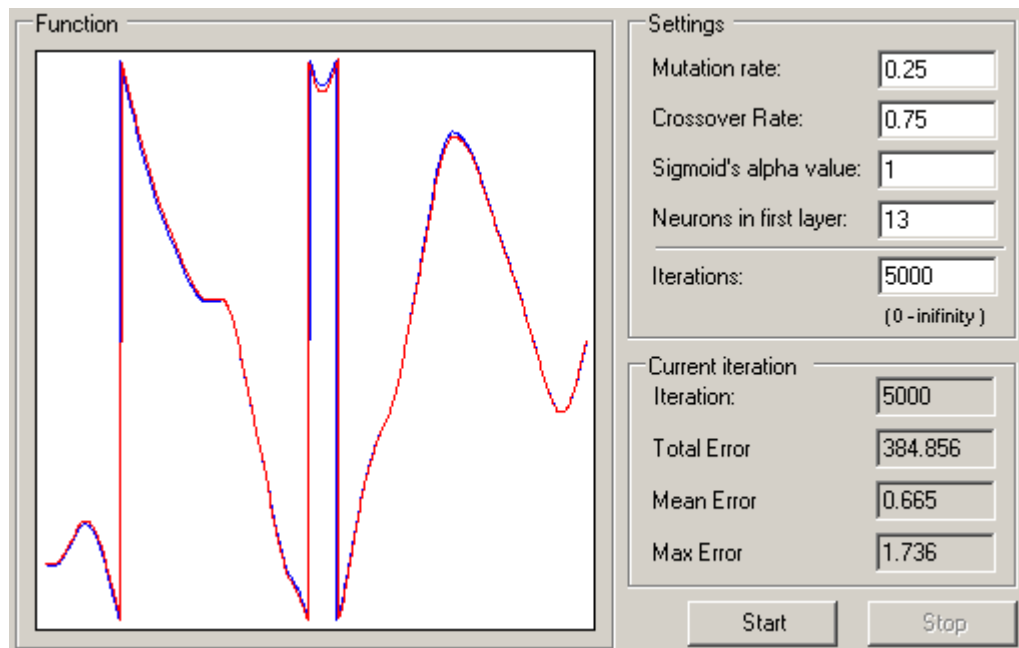 Function
Settings
Mutation rate: 0.25
Crossover Rate: 0.75
Sigmoid's alpha value: 1
Neurons in first layer: 13
Iterations: 5000
( 0 - inifinity )
Current iteration
Iteration: 5000
Total Error 384.856
Mean Error 0.665
Max Error 1.736
Start Stop